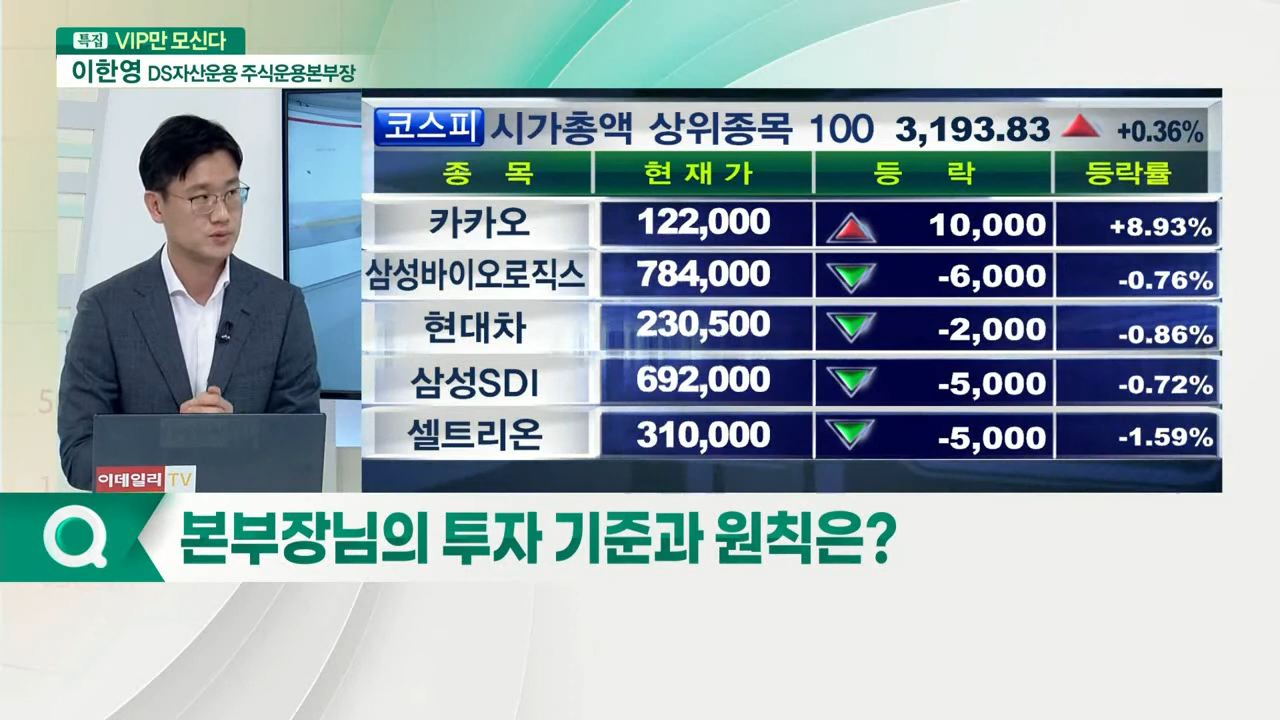 특집 VIP만 모신다
이한영 DS자산운용 주식운용본부장
코스피 시가총액 상위종목 100 3,193.83 +0.36%
종 목 현재가 등 락 등락률
카카오 122,000 10,000 +8.93%
삼성바이오로직스 784,000 -6,000 -0.76%
현대차 230,500 -2,000 -0.86%
삼성SDI 692,000 -5,000 -0.72%
셀트리온 310,000 -5,000 -1.59%
이데일리 TV
Q 본부장님의 투자 기준과 원칙은?